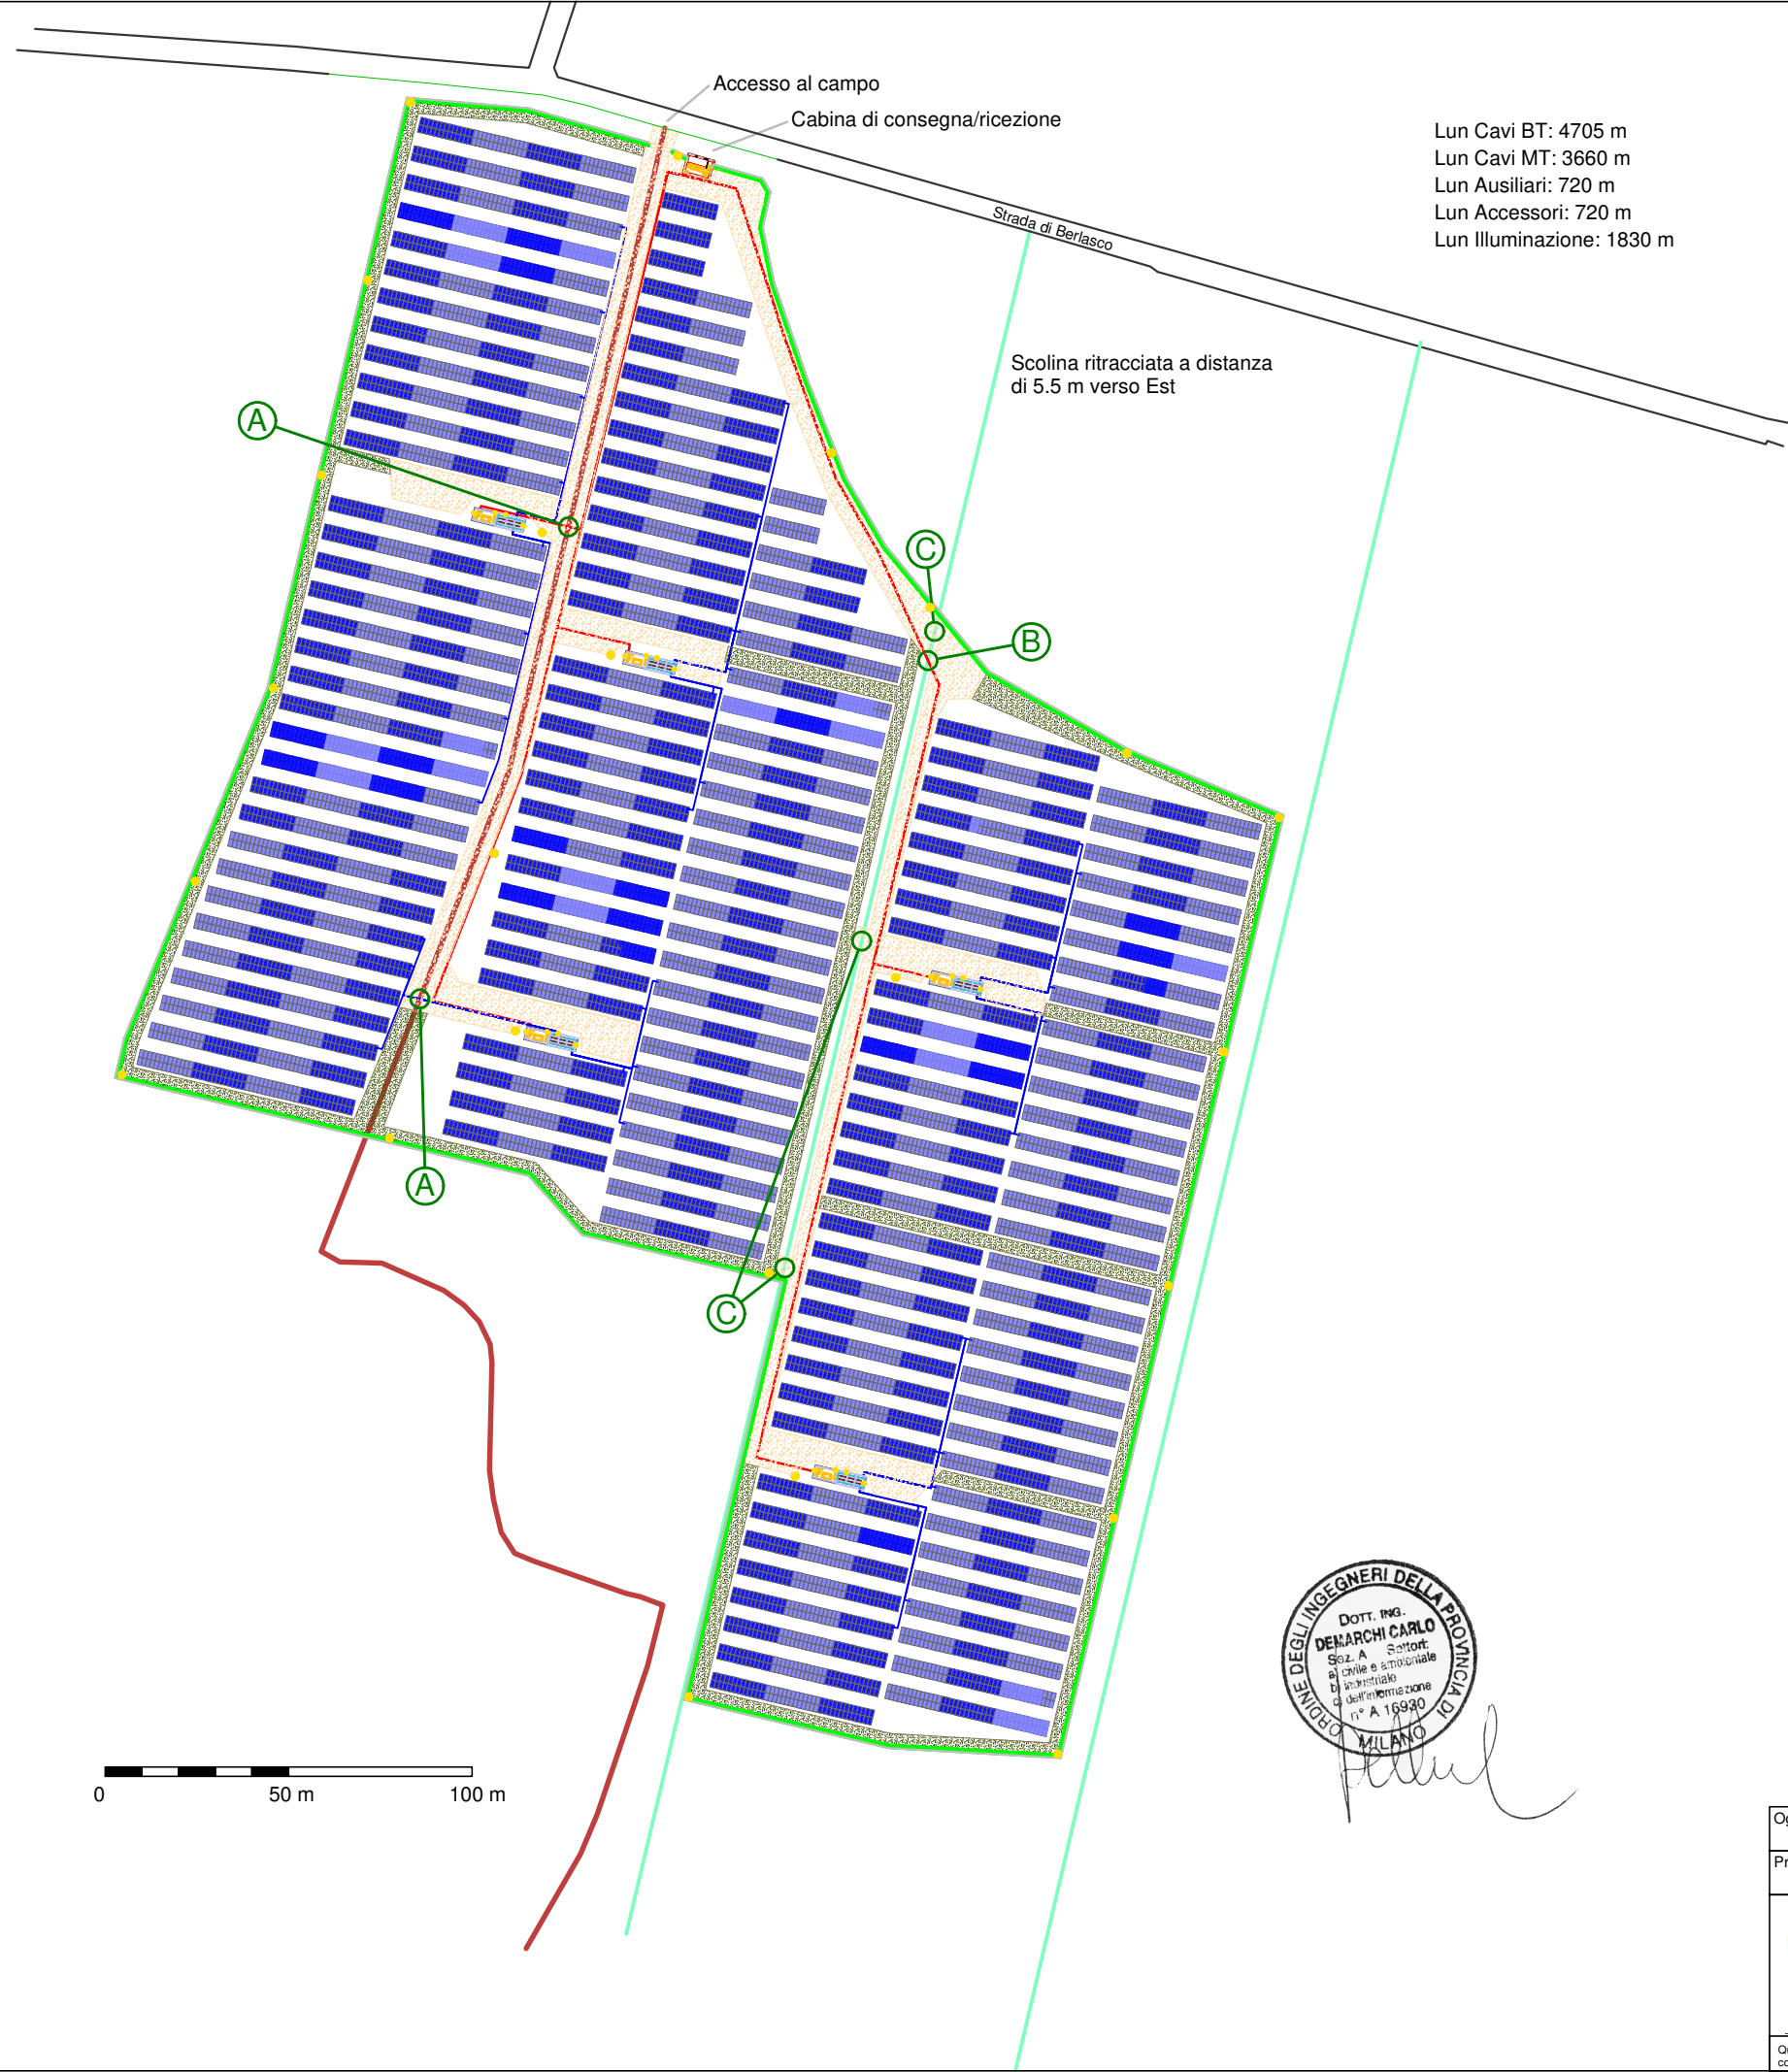 Accesso al campo
Cabina di consegna/ricezione
Lun Cavi BT: 4705 m
Lun Cavi MT: 3660 m
Lun Ausiliari: 720 m
Lun Accessori: 720 m
Lun Illuminazione: 1830 m
Strada di Berlasco
Scolina ritracciata a distanza
di 5.5 m verso Est
A
C
B
A
C
ORDINE DEGLI INGEGNERI DELLA PROVINCIA DI MILANO
DOTT. ING.
DEMARCHI CARLO
Sez. A Settori:
a) civile e ambientale
b) industriale
c) dell'informazione
n° A 16930
0
50 m
100 m